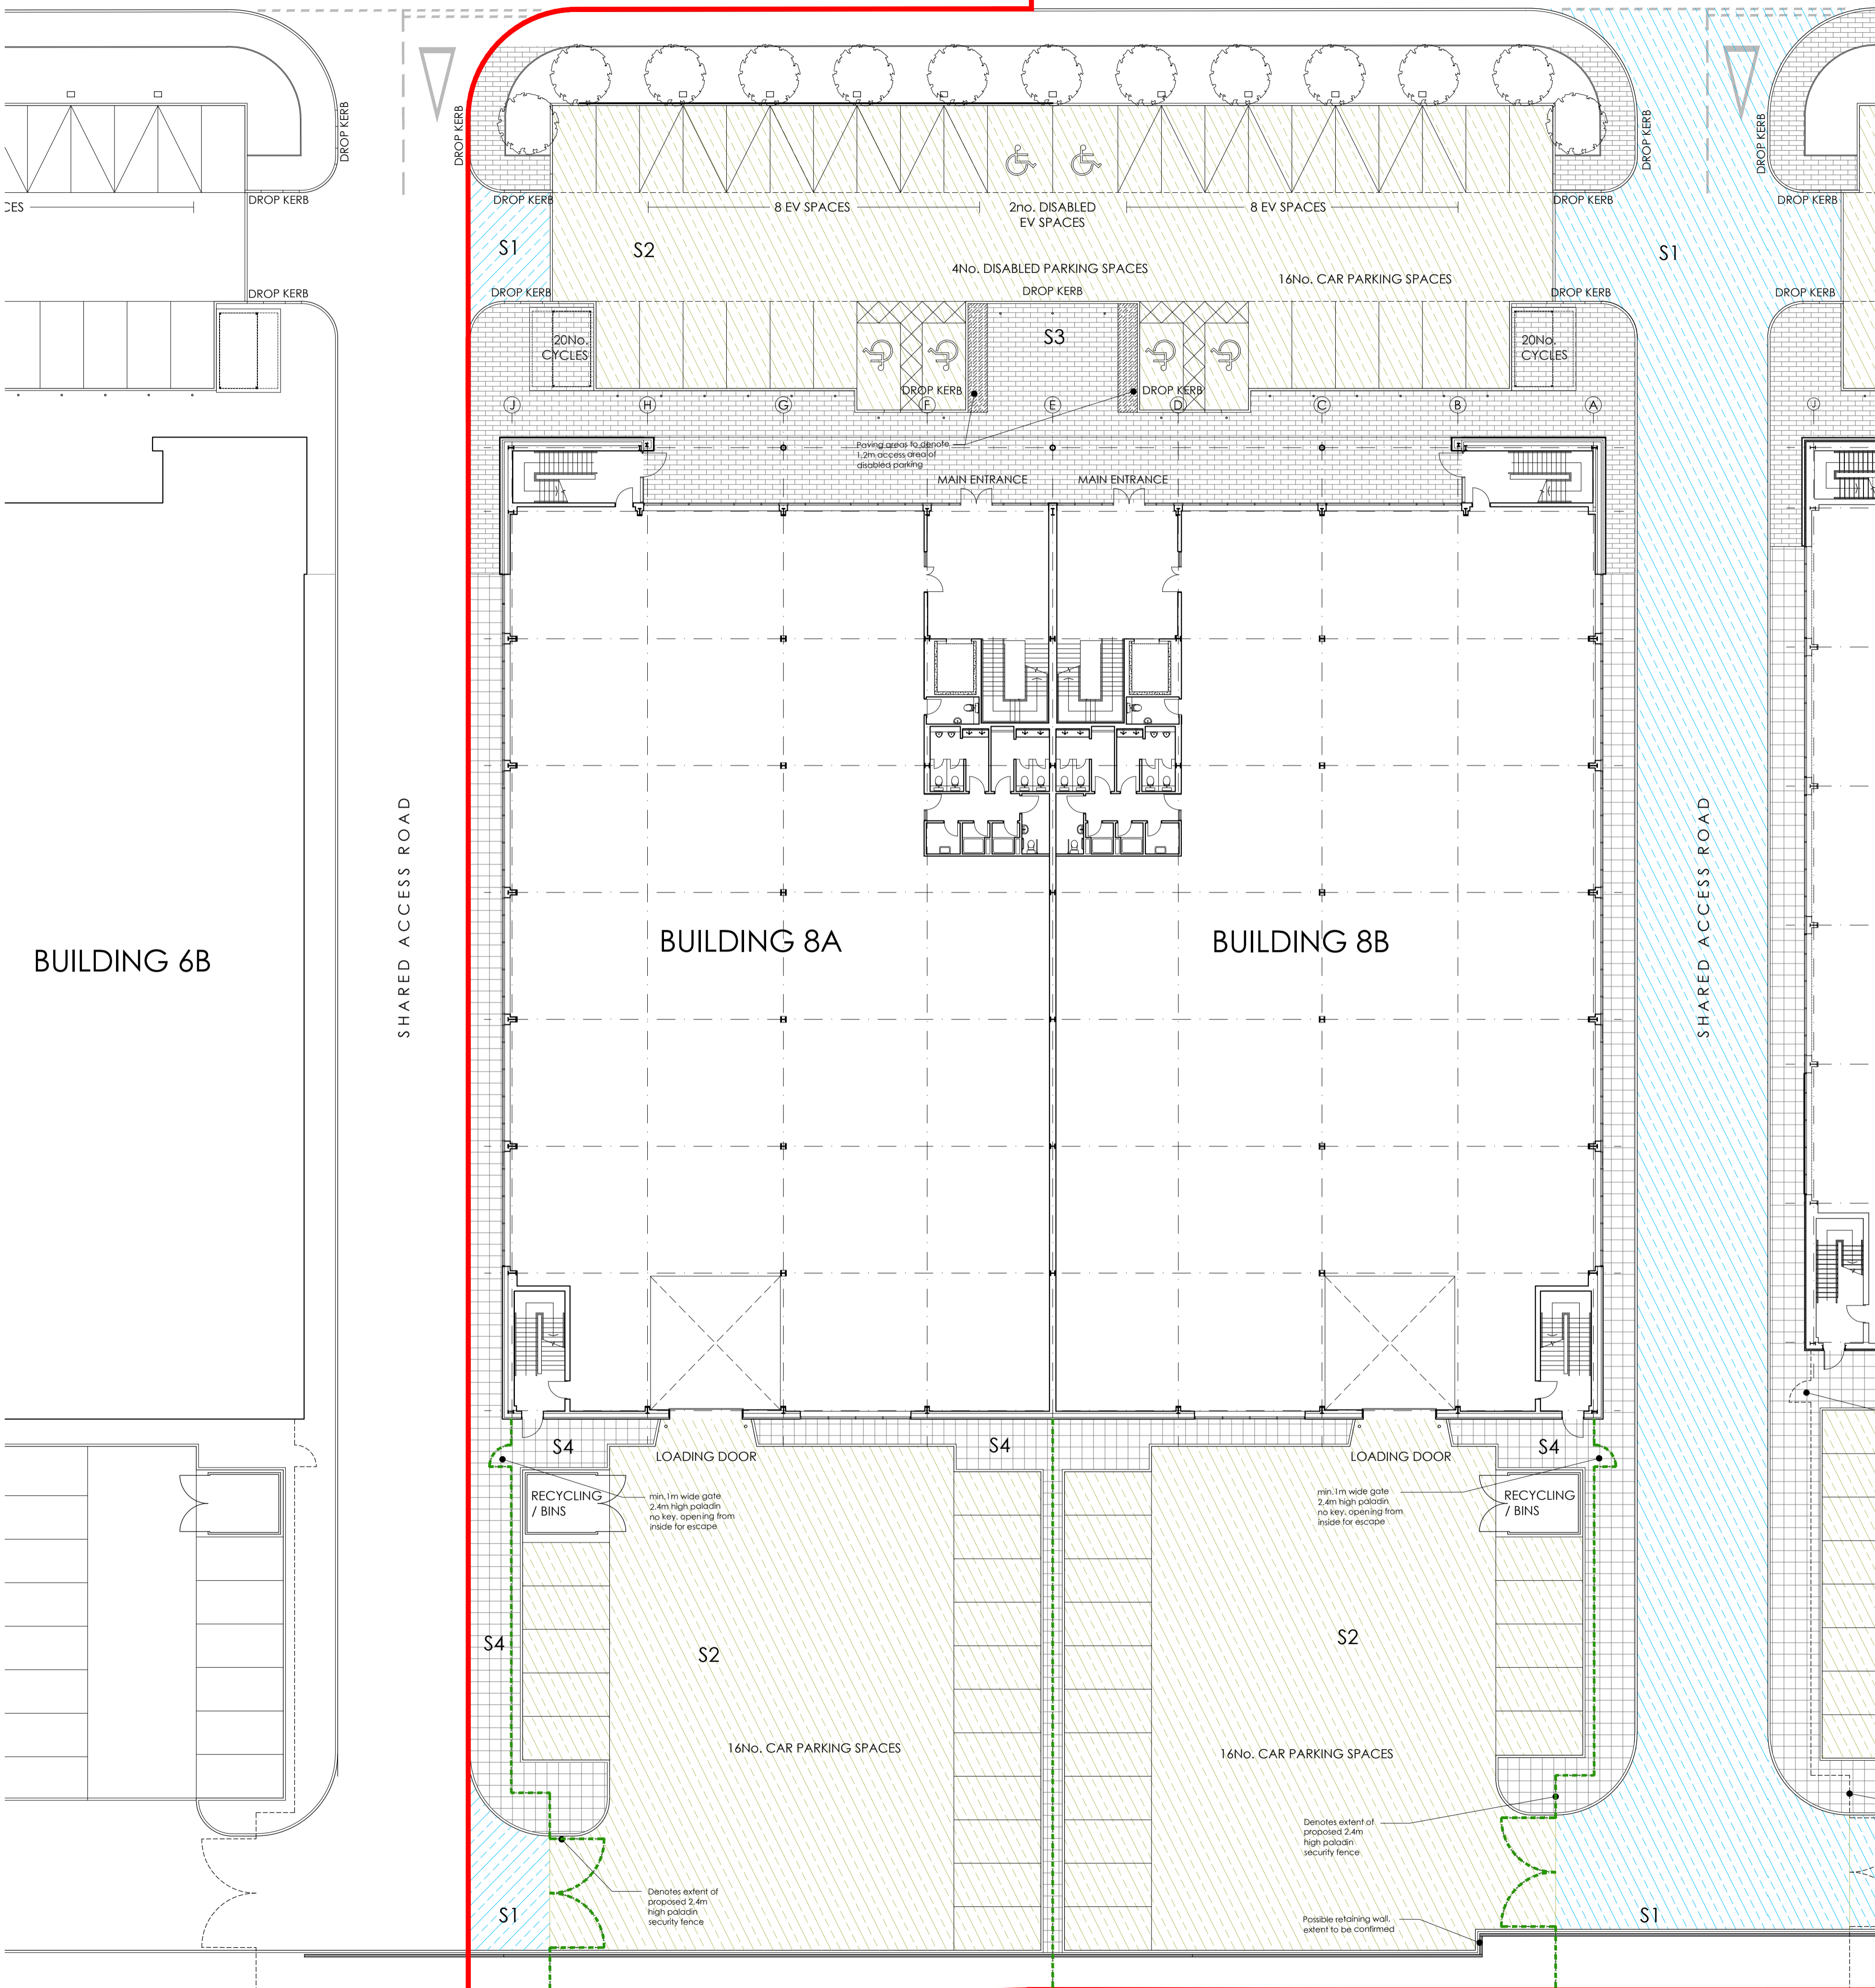 DROP KERB
DROP KERB
DROP KERB
DROP KERB
CES
DROP KERB
DROP KERB
8 EV SPACES
2no. DISABLED
EV SPACES
8 EV SPACES
DROP KERB
DROP KERB
S1
S2
S1
4No. DISABLED PARKING SPACES
16No. CAR PARKING SPACES
DROP KERB
DROP KERB
DROP KERB
DROP KERB
DROP KERB
20No.
CYCLES
S3
20No.
CYCLES
DROP KERB
DROP KERB
J
H
G
F
E
D
C
B
A
J
Paving areas to denote
1.2m access area of
disabled parking
MAIN ENTRANCE
MAIN ENTRANCE
SHARED ACCESS ROAD
SHARED ACCESS ROAD
BUILDING 6B
BUILDING 8A
BUILDING 8B
S4
S4
S4
LOADING DOOR
LOADING DOOR
RECYCLING
/ BINS
min.1m wide gate
2.4m high paladin
no key, opening from
inside for escape
min.1m wide gate
2.4m high paladin
no key, opening from
inside for escape
RECYCLING
/ BINS
S4
S2
S2
16No. CAR PARKING SPACES
16No. CAR PARKING SPACES
Denotes extent of
proposed 2.4m
high paladin
security fence
Denotes extent of
proposed 2.4m
high paladin
security fence
S1
Possible retaining wall,
extent to be confirmed
S1